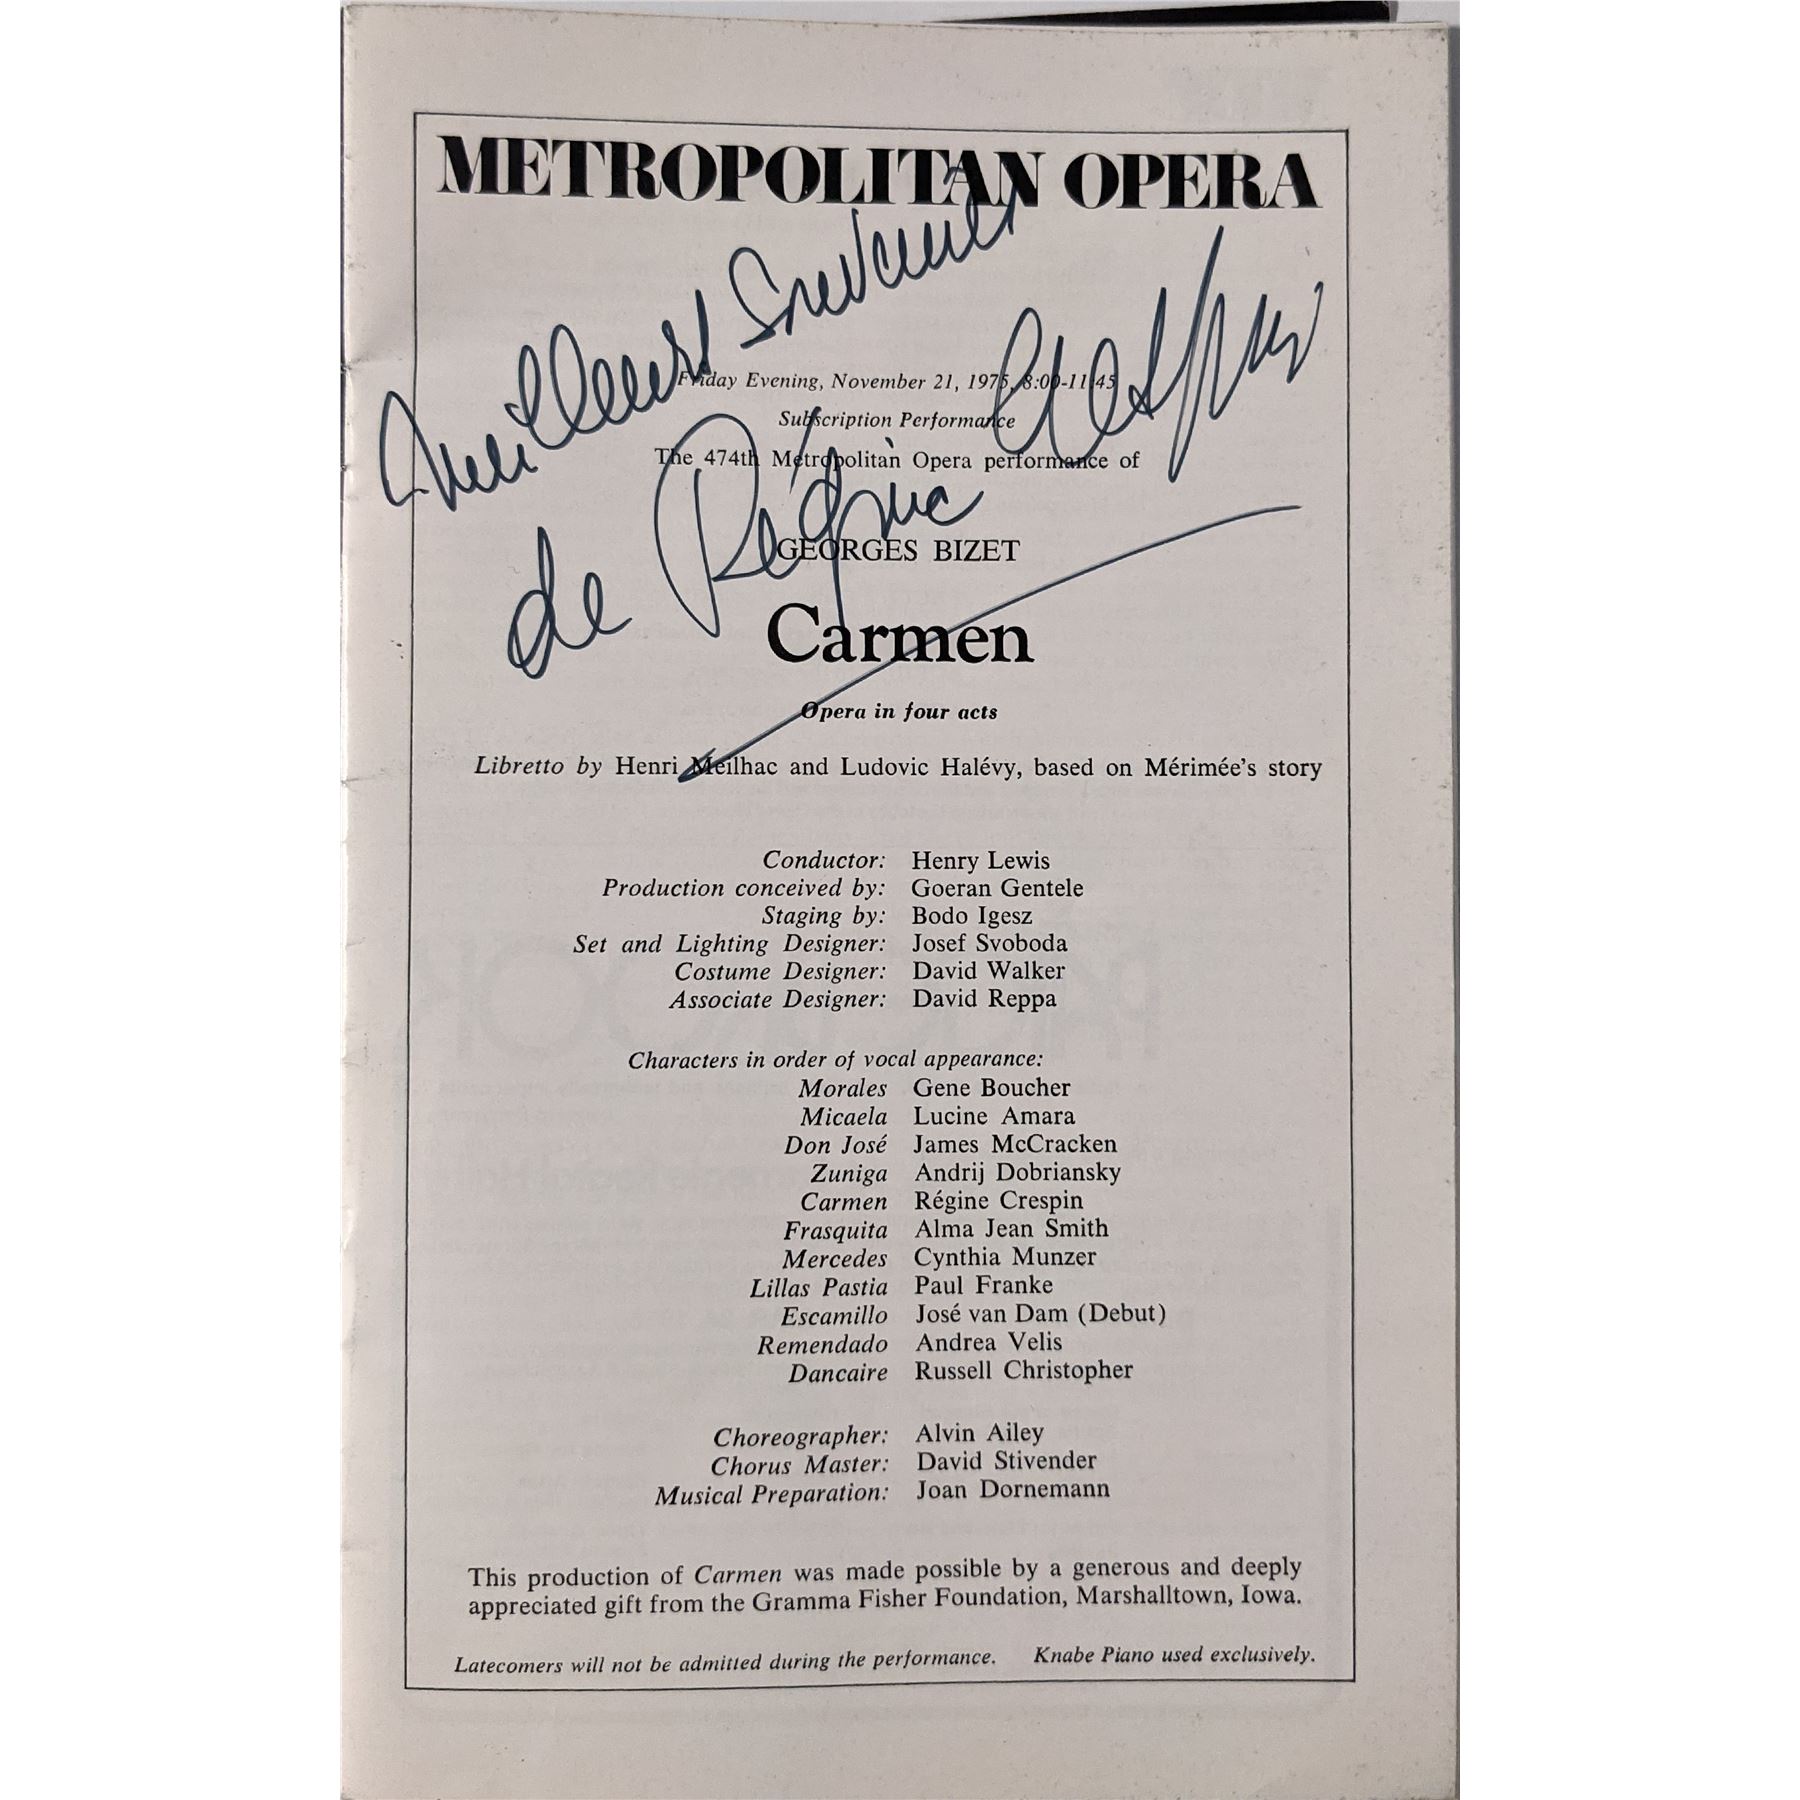 METROPOLITAN OPERA
Meilleurs Souvenirs
de Régine Crespin
Friday Evening, November 21, 1975, 8:00-11:45
Subscription Performance
The 474th Metropolitan Opera performance of
GEORGES BIZET
Carmen
Opera in four acts
Libretto by Henri Meilhac and Ludovic Halévy, based on Mérimée's story
Conductor: Henry Lewis
Production conceived by: Goeran Gentele
Staging by: Bodo Igesz
Set and Lighting Designer: Josef Svoboda
Costume Designer: David Walker
Associate Designer: David Reppa
Characters in order of vocal appearance:
Morales Gene Boucher
Micaela Lucine Amara
Don José James McCracken
Zuniga Andrij Dobriansky
Carmen Régine Crespin
Frasquita Alma Jean Smith
Mercedes Cynthia Munzer
Lillas Pastia Paul Franke
Escamillo José van Dam (Debut)
Remendado Andrea Velis
Dancaire Russell Christopher
Choreographer: Alvin Ailey
Chorus Master: David Stivender
Musical Preparation: Joan Dornemann
This production of Carmen was made possible by a generous and deeply
appreciated gift from the Gramma Fisher Foundation, Marshalltown, Iowa.
Latecomers will not be admitted during the performance. Knabe Piano used exclusively.